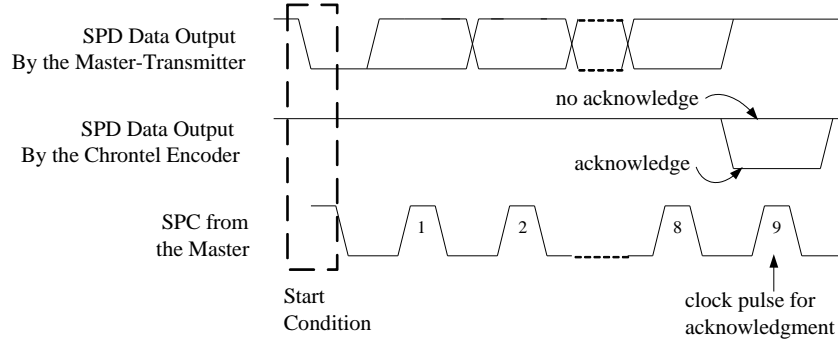 SPD Data Output
By the Master-Transmitter
no acknowledge
SPD Data Output
By the Chrontel Encoder
acknowledge
SPC from
the Master
1
2
8
9
Start
Condition
clock pulse for
acknowledgment